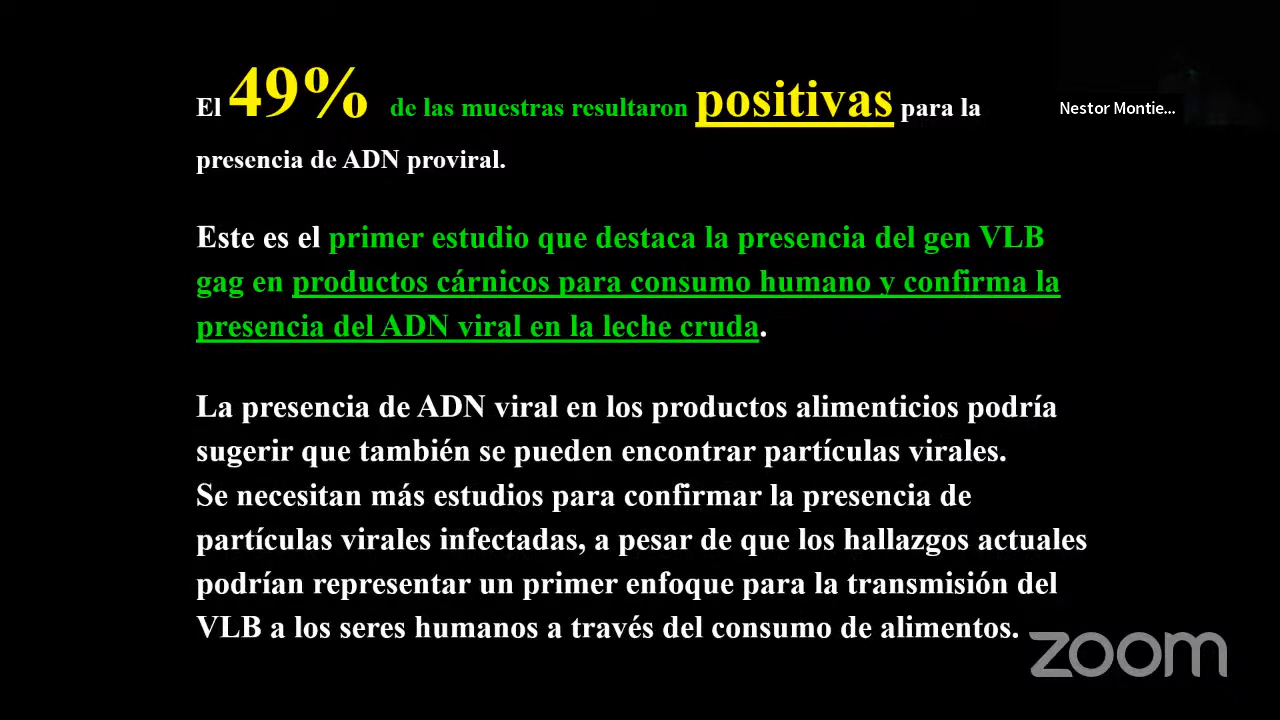 El 49% de las muestras resultaron positivas para la
presencia de ADN proviral.
Nestor Montie...
Este es el primer estudio que destaca la presencia del gen VLB
gag en productos cárnicos para consumo humano y confirma la
presencia del ADN viral en la leche cruda.
La presencia de ADN viral en los productos alimenticios podría
sugerir que también se pueden encontrar partículas virales.
Se necesitan más estudios para confirmar la presencia de
partículas virales infectadas, a pesar de que los hallazgos actuales
podrían representar un primer enfoque para la transmisión del
VLB a los seres humanos a través del consumo de alimentos.
zoom